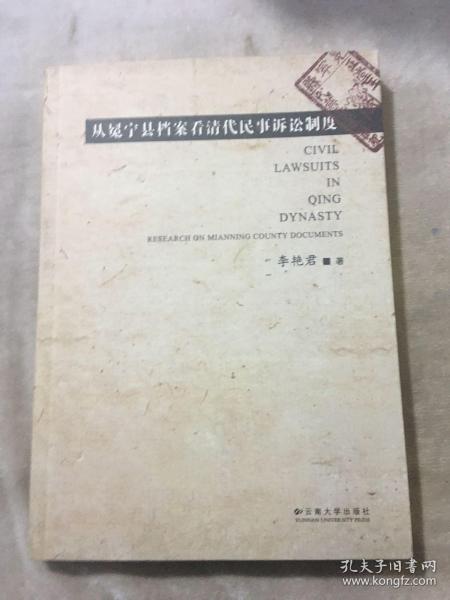 从冕宁县档案看清代民事诉讼制度
CIVIL
LAWSUITS
IN
QING
DYNASTY
RESEARCH ON MIANNING COUNTY DOCUMENTS
李艳君 ■ 著
云南大学出版社
YUNNAN UNIVERSITY PRESS
孔夫子旧书网
www.kongfz.com